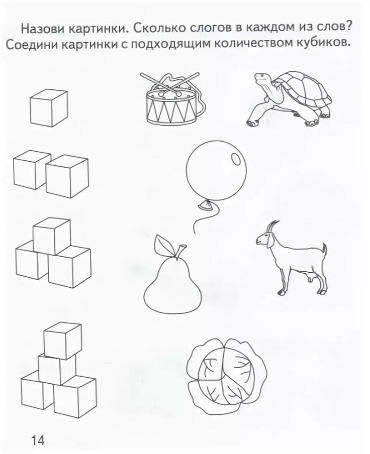 Назови картинки. Сколько слогов в каждом из слов?
Соедини картинки с подходящим количеством кубиков.
14